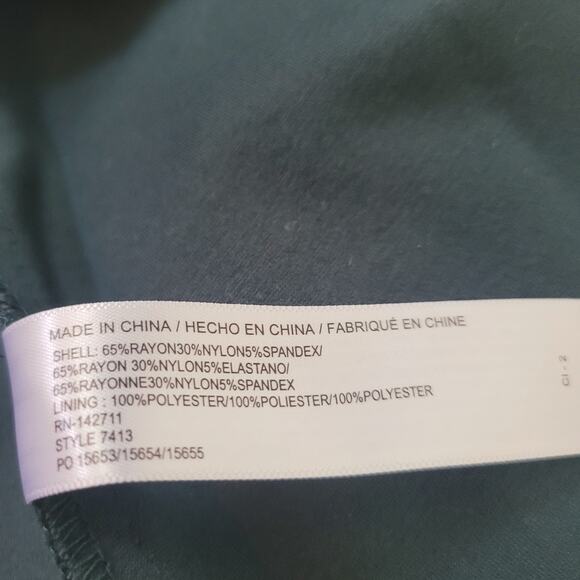 MADE IN CHINA / HECHO EN CHINA / FABRIQUÉ EN CHINE
SHELL: 65%RAYON30%NYLON5%SPANDEX/
65%RAYON 30%NYLON5%ELASTANO/
65%RAYONNE30%NYLON5%SPANDEX
LINING : 100%POLYESTER/100%POLIESTER/100%POLYESTER
RN-142711
STYLE 7413
PO 15653/15654/15655
CI - 2